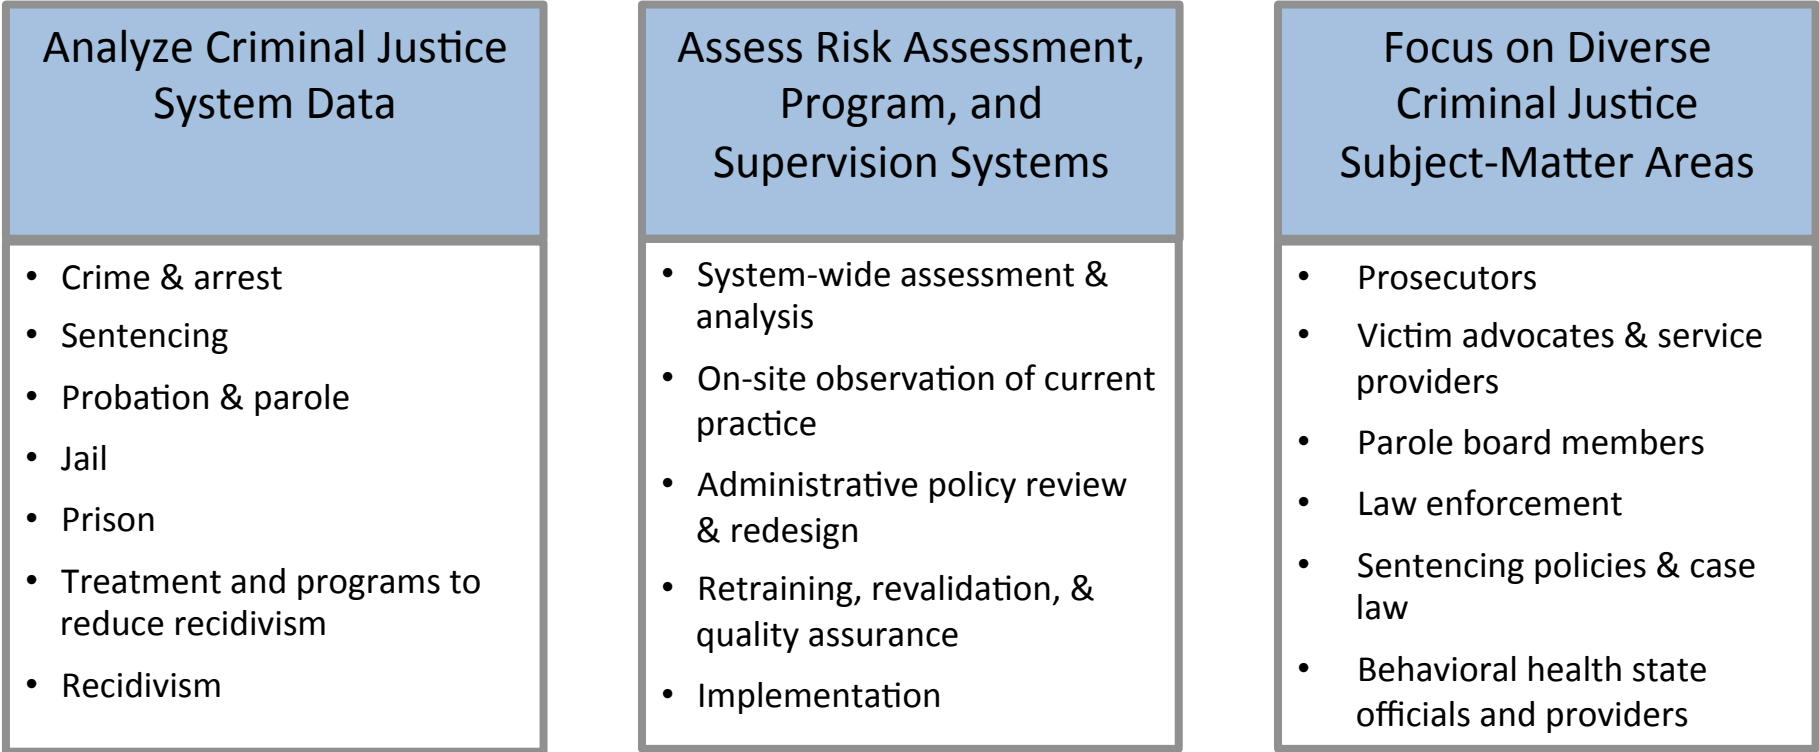 Analyze Criminal Justice
System Data
• Crime & arrest
• Sentencing
• Probation & parole
• Jail
• Prison
• Treatment and programs to
reduce recidivism
• Recidivism
Assess Risk Assessment,
Program, and
Supervision Systems
• System-wide assessment &
analysis
• On-site observation of current
practice
• Administrative policy review
& redesign
• Retraining, revalidation, &
quality assurance
• Implementation
Focus on Diverse
Criminal Justice
Subject-Matter Areas
• Prosecutors
• Victim advocates & service
providers
• Parole board members
• Law enforcement
• Sentencing policies & case
law
• Behavioral health state
officials and providers